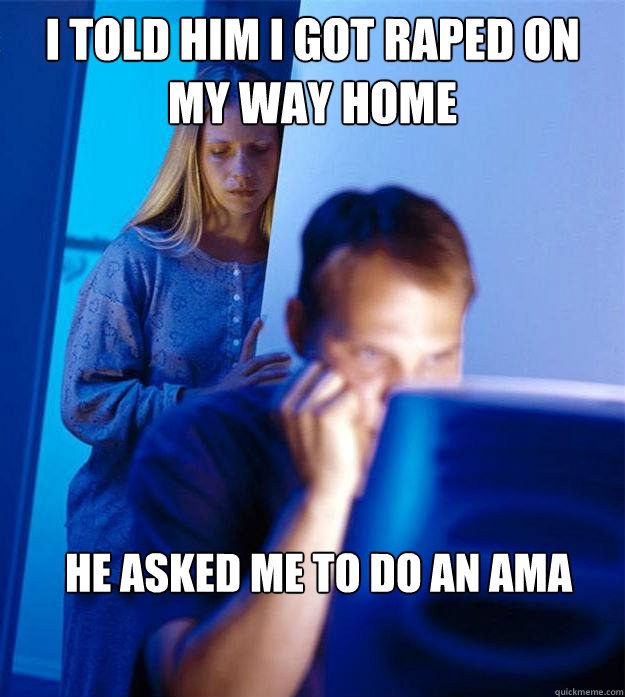 I TOLD HIM I GOT RAPED ON
MY WAY HOME
HE ASKED ME TO DO AN AMA
quickmeme.com